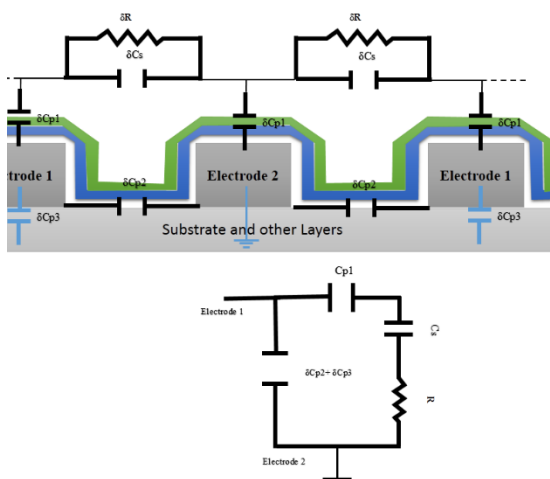 δR
δR
δCs
δCs
δCp1
δCp1
δCp1
δCp2
δCp2
ctrode 1
Electrode 2
Electrode 1
δCp3
δCp3
Substrate and other Layers
Cp1
Electrode 1
Cs
δCp2+ δCp3
R
Electrode 2